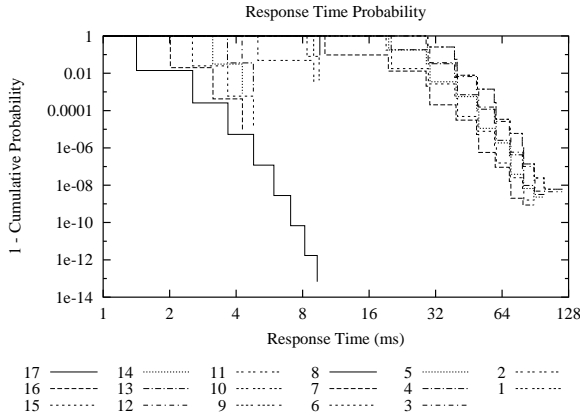 Response Time Probability
1 - Cumulative Probability
1
0.01
0.0001
1e-06
1e-08
1e-10
1e-12
1e-14
1 2 4 8 16 32 64 128
Response Time (ms)
17 14 11 8 5 2
16 13 10 7 4 1
15 12 9 6 3